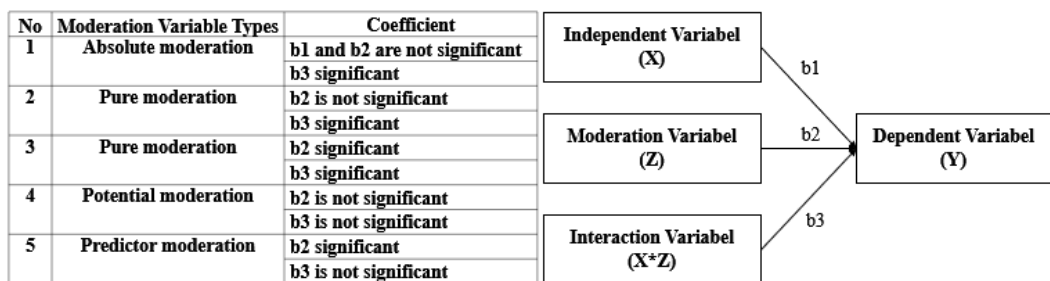 No Moderation Variable Types Coefficient
1 Absolute moderation b1 and b2 are not significant
b3 significant
2 Pure moderation b2 is not significant
b3 significant
3 Pure moderation b2 significant
b3 significant
4 Potential moderation b2 is not significant
b3 is not significant
5 Predictor moderation b2 significant
b3 is not significant
Independent Variabel
(X)
b1
Moderation Variabel
(Z)
b2
Dependent Variabel
(Y)
b3
Interaction Variabel
(X*Z)